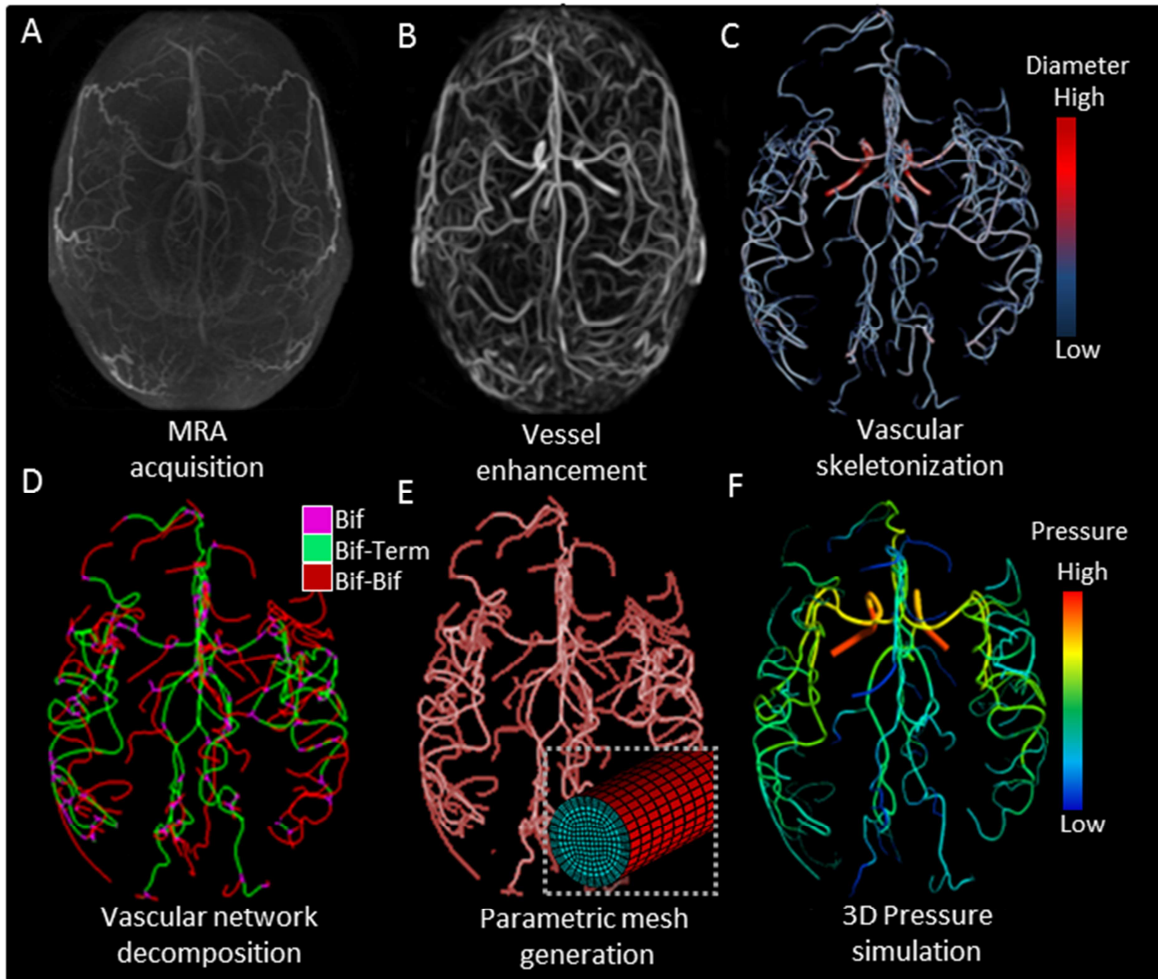 A
MRA
acquisition
B
Vessel
enhancement
C
Diameter
High
Low
Vascular
skeletonization
D
Bif
Bif-Term
Bif-Bif
Vascular network
decomposition
E
Parametric mesh
generation
F
Pressure
High
Low
3D Pressure
simulation